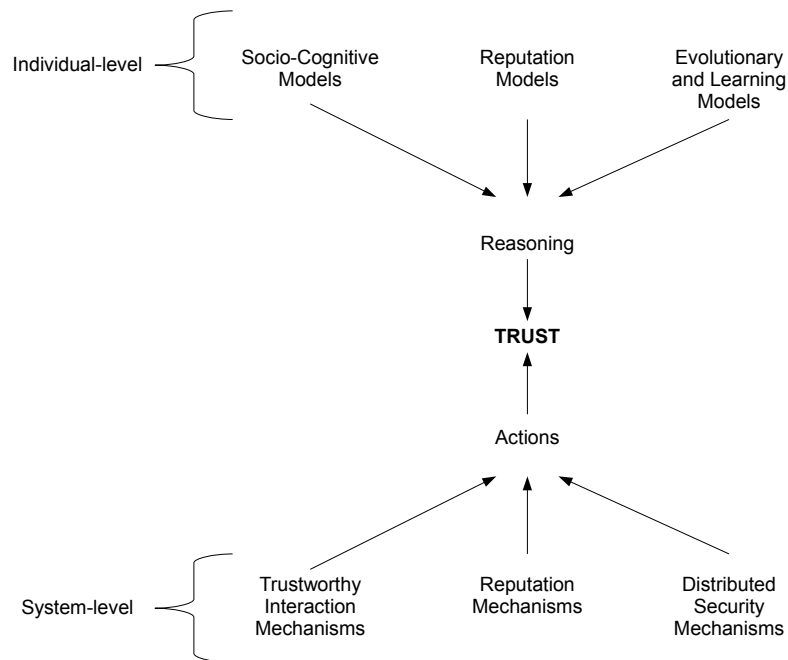 Individual-level
Socio-Cognitive
Models
Reputation
Models
Evolutionary
and Learning
Models
Reasoning
TRUST
Actions
System-level
Trustworthy
Interaction
Mechanisms
Reputation
Mechanisms
Distributed
Security
Mechanisms